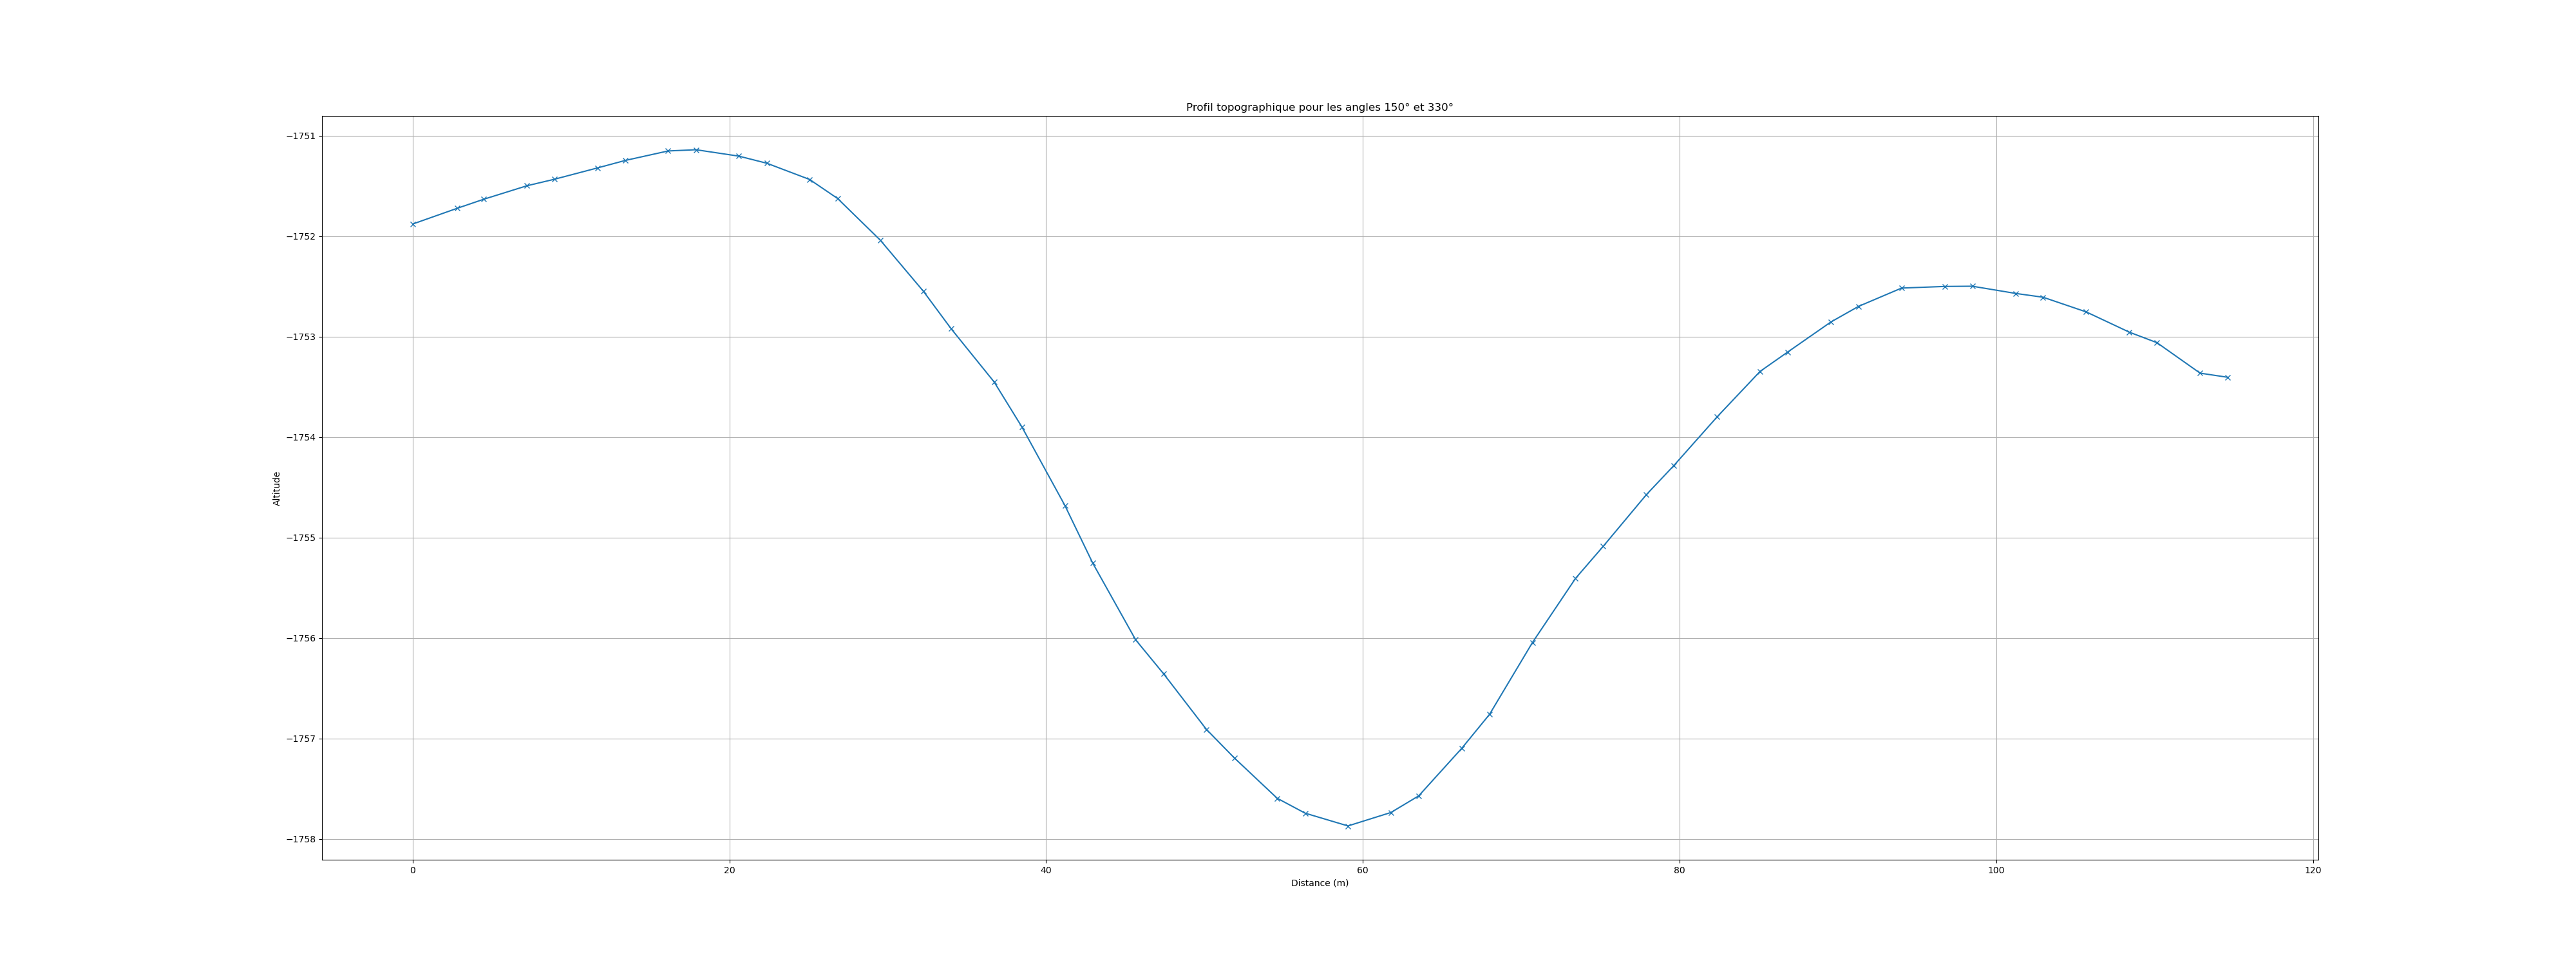 Profil topographique pour les angles 150° et 330°
Altitude
−1751
−1752
−1753
−1754
−1755
−1756
−1757
−1758
0 20 40 60 80 100 120
Distance (m)